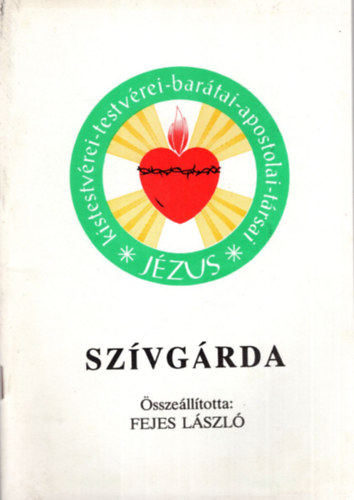 kistestvérei-testvérei-barátai-apostolai-társai
* JÉZUS *
SZÍVGÁRDA
Összeállította:
FEJES LÁSZLÓ